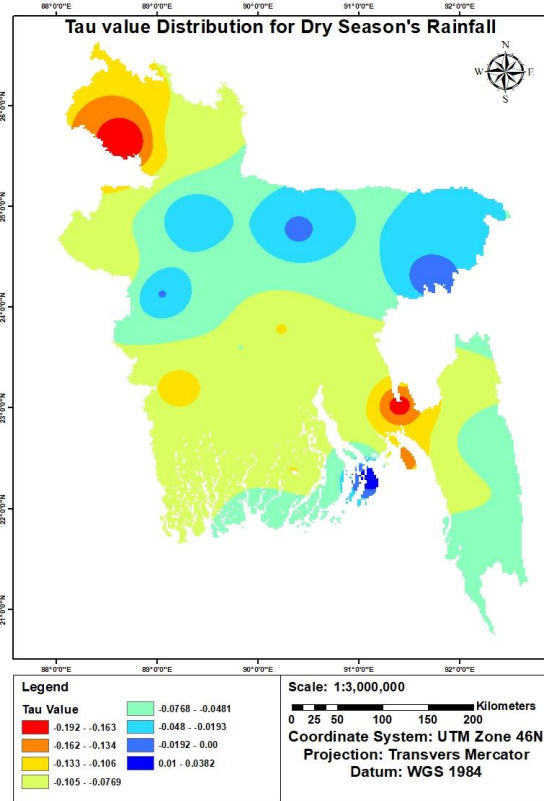 Tau value Distribution for Dry Season's Rainfall
88°0'0"E 89°0'0"E 90°0'0"E 91°0'0"E 92°0'0"E
N
W E
S
26°0'0"N
25°0'0"N
24°0'0"N
23°0'0"N
22°0'0"N
21°0'0"N
88°0'0"E 89°0'0"E 90°0'0"E 91°0'0"E 92°0'0"E
Legend
Tau Value
-0.192 - -0.163
-0.162 - -0.134
-0.133 - -0.106
-0.105 - -0.0769
-0.0768 - -0.0481
-0.048 - -0.0193
-0.0192 - 0.00
0.01 - 0.0382
Scale: 1:3,000,000
Kilometers
0 25 50 100 150 200
Coordinate System: UTM Zone 46N
Projection: Transvers Mercator
Datum: WGS 1984